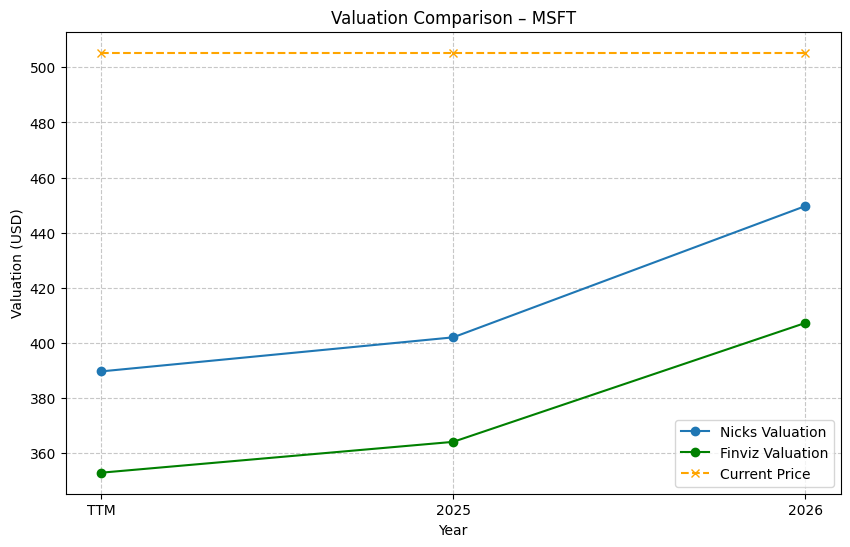 Valuation Comparison – MSFT
Valuation (USD)
500
480
460
440
420
400
380
360
TTM
2025
2026
Year
Nicks Valuation
Finviz Valuation
Current Price